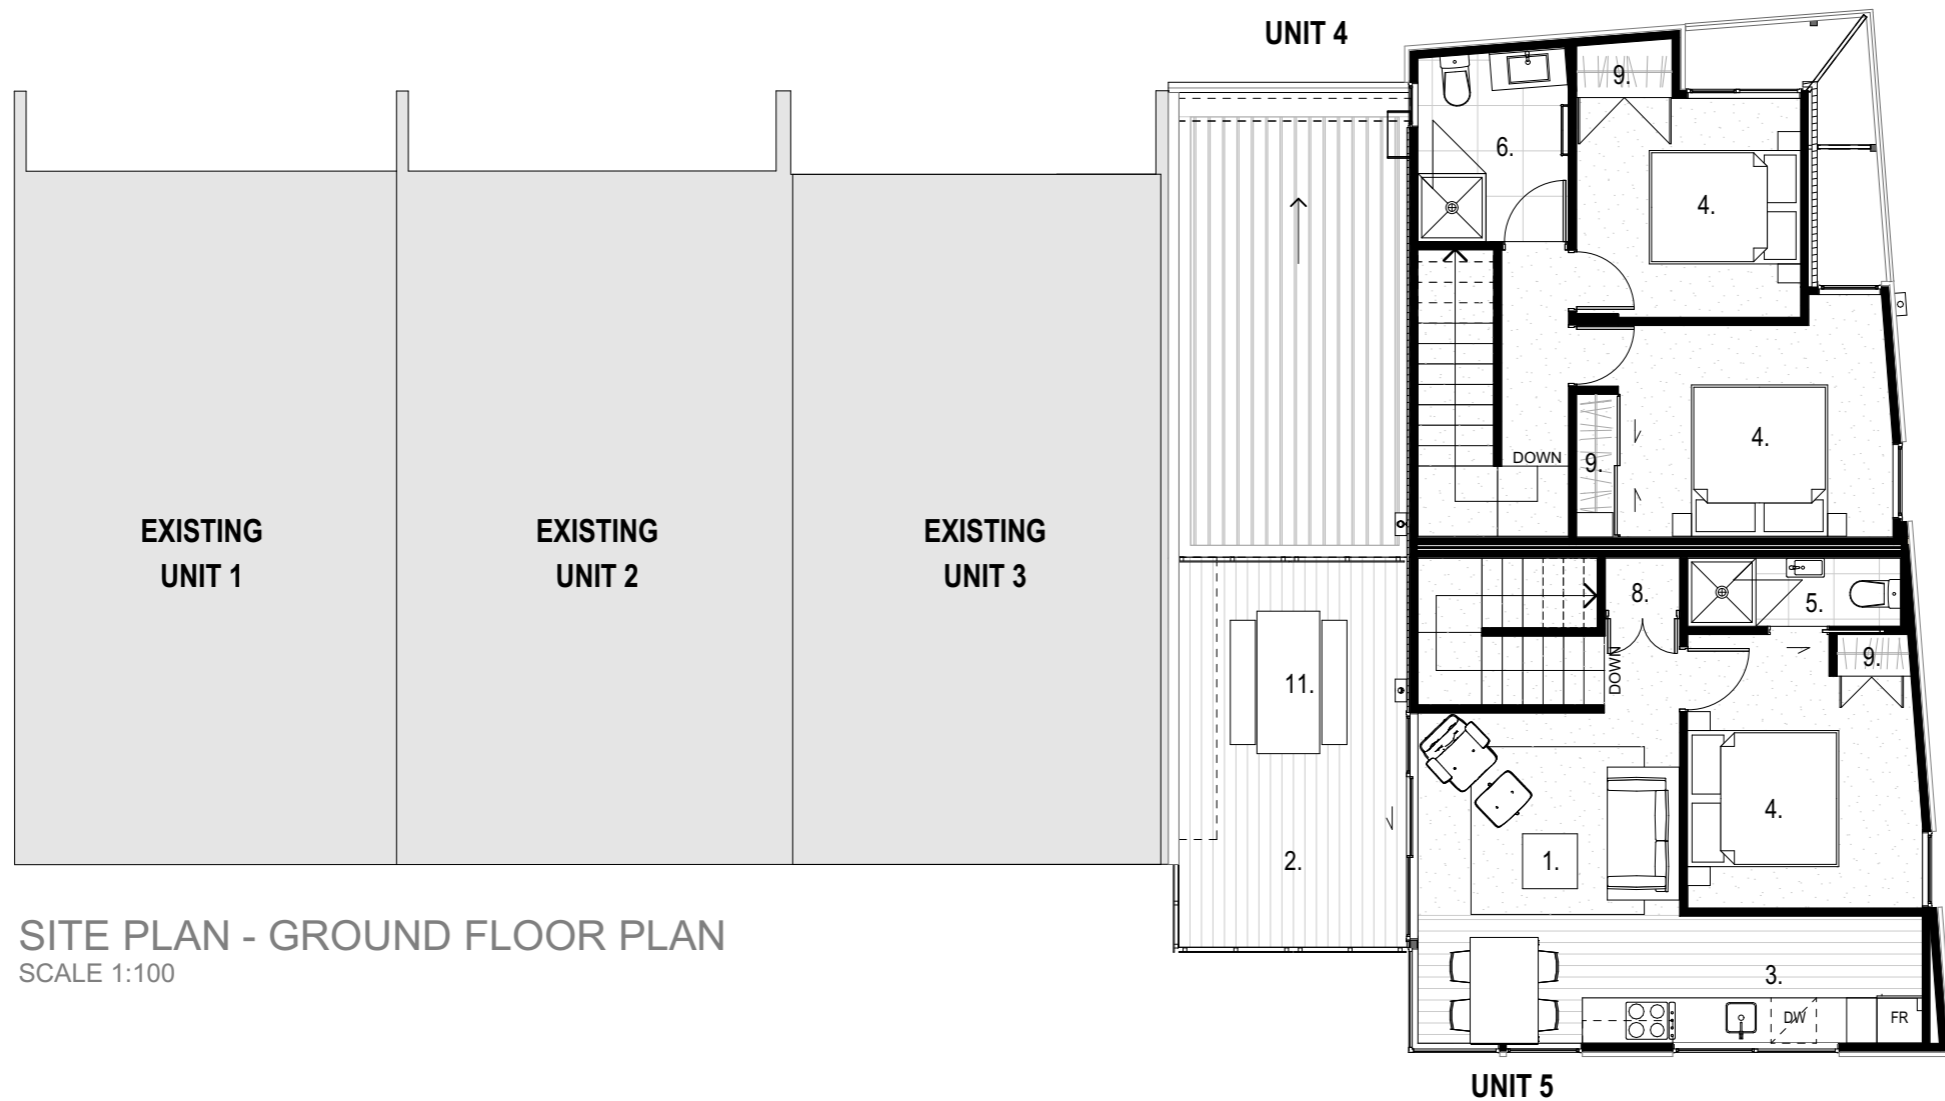 UNIT 4
9.
6.
4.
DOWN
9.
4.
EXISTING
UNIT 1
EXISTING
UNIT 2
EXISTING
UNIT 3
8.
5.
DOWN
9.
11.
4.
2.
1.
SITE PLAN - GROUND FLOOR PLAN
SCALE 1:100
3.
DW
FR
UNIT 5